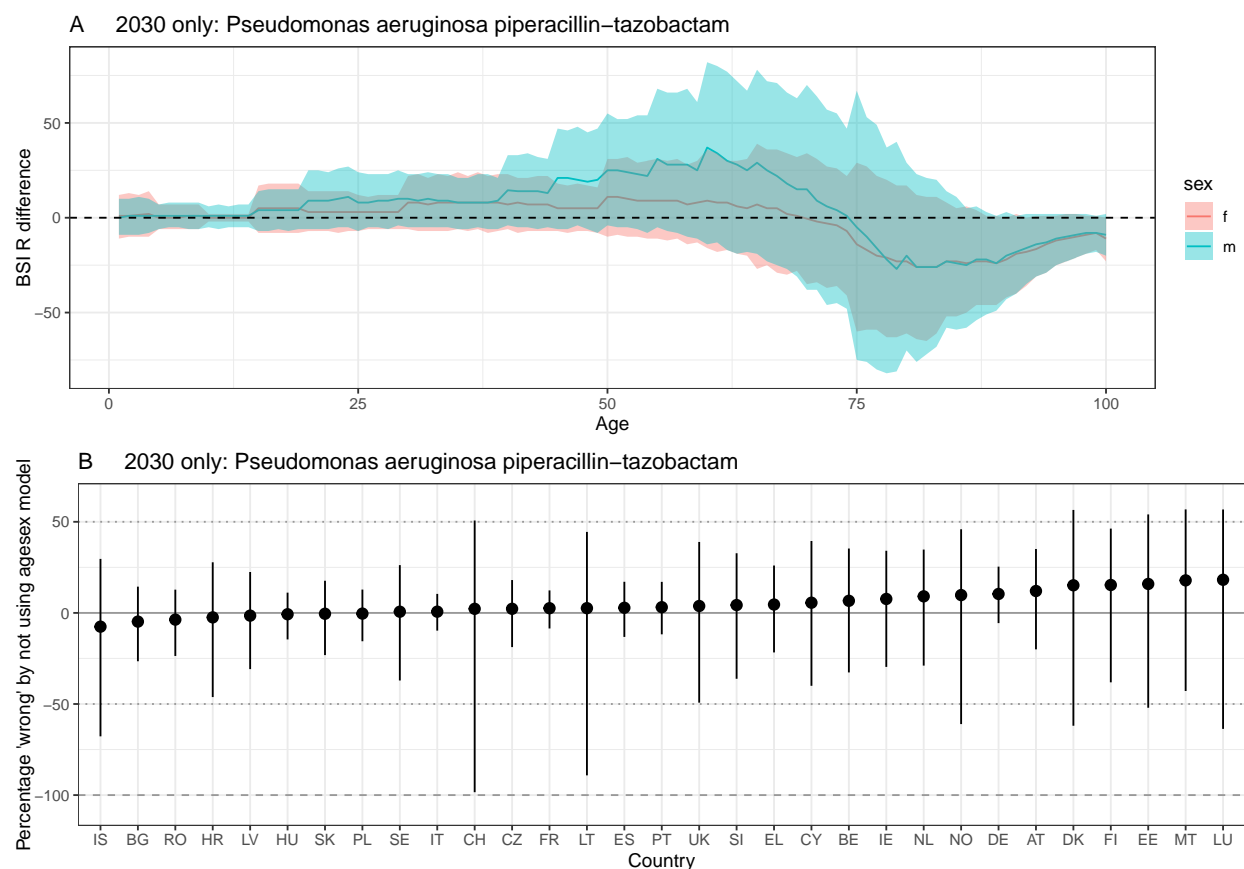 A 2030 only: Pseudomonas aeruginosa piperacillin−tazobactam
BSI R difference
50
0
−50
0 25 50 75 100
Age
sex
f
m
B 2030 only: Pseudomonas aeruginosa piperacillin−tazobactam
Percentage 'wrong' by not using agesex model
50
0
−50
−100
IS BG RO HR LV HU SK PL SE IT CH CZ FR LT ES PT UK SI EL CY BE IE NL NO DE AT DK FI EE MT LU
Country